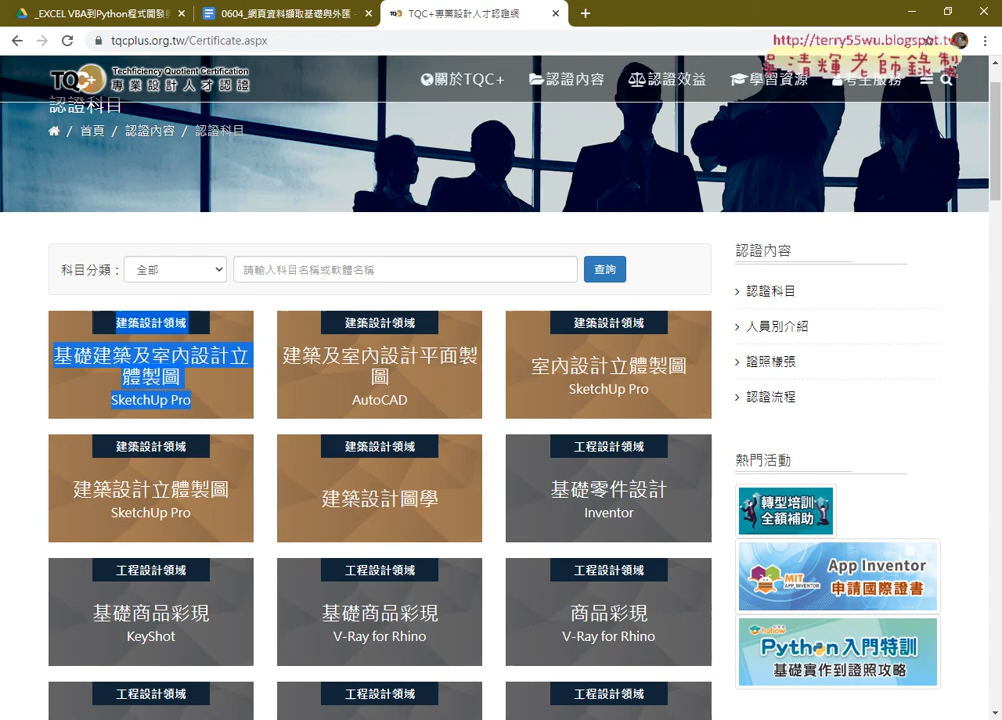 _EXCEL VBA到Python程式開發
0604_網頁資料擷取基礎與外匯
TQC+專業設計人才認證網
tqcplus.org.tw/Certificate.aspx
http://terry55wu.blogspot.tw
吳清輝老師錄製
TQC+
Techficiency Quotient Certification
專業設計人才認證
關於TQC+
認證內容
認證效益
學習資源
考生服務
認證科目
/ 首頁 / 認證內容 / 認證科目
科目分類：
全部
請輸入科目名稱或軟體名稱
查詢
建築設計領域
基礎建築及室內設計立
體製圖
SketchUp Pro
建築設計領域
建築及室內設計平面製
圖
AutoCAD
建築設計領域
室內設計立體製圖
SketchUp Pro
建築設計領域
建築設計立體製圖
SketchUp Pro
建築設計領域
建築設計圖學
工程設計領域
基礎零件設計
Inventor
工程設計領域
基礎商品彩現
KeyShot
工程設計領域
基礎商品彩現
V-Ray for Rhino
工程設計領域
商品彩現
V-Ray for Rhino
工程設計領域
工程設計領域
工程設計領域
認證內容
認證科目
人員別介紹
證照樣張
認證流程
熱門活動
轉型培訓
全額補助
MIT
APP INVENTOR
App Inventor
申請國際證書
hahow
Python入門特訓
基礎實作到證照攻略